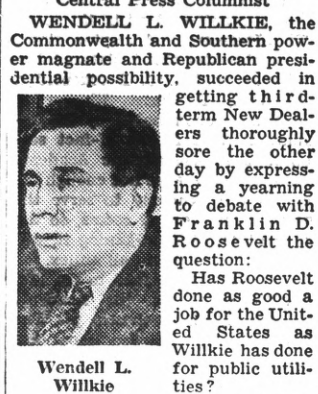 Central Press Columnist
WENDELL L. WILLKIE, the
Commonwealth and Southern pow-
er magnate and Republican presi-
dential possibility, succeeded in
getting third-
term New Deal-
ers thoroughly
sore the other
day by express-
ing a yearning
to debate with
Franklin D.
Roosevelt the
question:
Has Roosevelt
done as good a
job for the Unit-
ed States as
Willkie has done
for public utili-
ties?
Wendell L.
Willkie